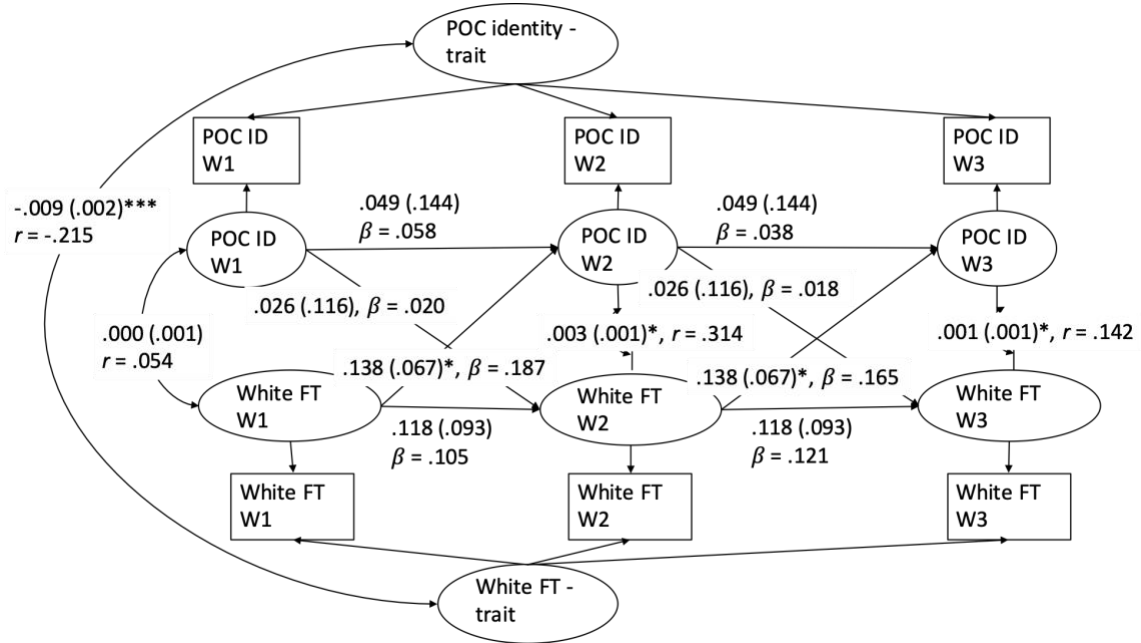 POC identity -
trait
POC ID
W1
POC ID
W2
POC ID
W3
-.009 (.002)***
r = -.215
.049 (.144)
β = .058
.049 (.144)
β = .038
POC ID
W1
POC ID
W2
POC ID
W3
.026 (.116), β = .020
.026 (.116), β = .018
.000 (.001)
r = .054
.003 (.001)*, r = .314
.001 (.001)*, r = .142
.138 (.067)*, β = .187
.138 (.067)*, β = .165
White FT
W1
White FT
W2
White FT
W3
.118 (.093)
β = .105
.118 (.093)
β = .121
White FT
W1
White FT
W2
White FT
W3
White FT -
trait